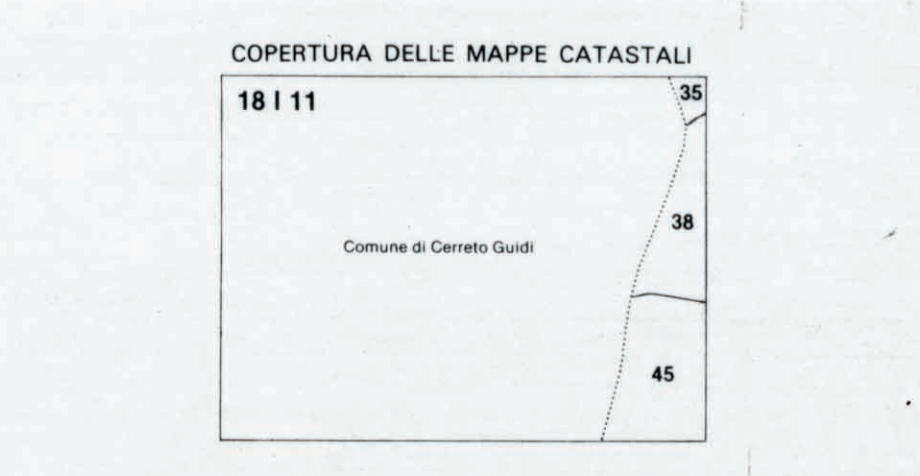 COPERTURA DELLE MAPPE CATASTALI
18 I 11
35
38
Comune di Cerreto Guidi
45